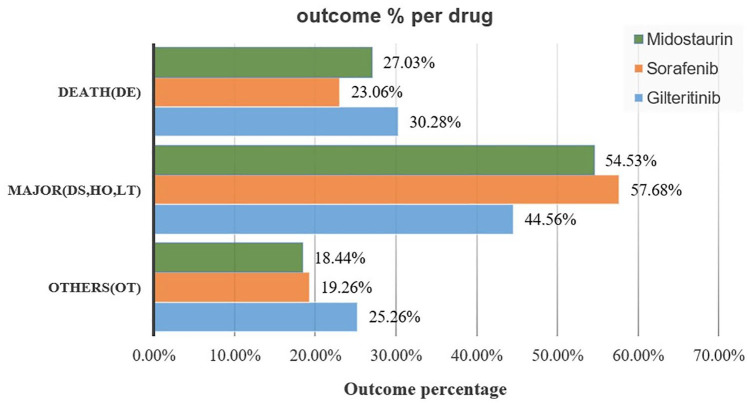 outcome % per drug
Midostaurin
Sorafenib
Gilteritinib
DEATH(DE)
27.03%
23.06%
30.28%
MAJOR(DS,HO,LT)
54.53%
57.68%
44.56%
OTHERS(OT)
18.44%
19.26%
25.26%
0.00% 10.00% 20.00% 30.00% 40.00% 50.00% 60.00% 70.00%
Outcome percentage